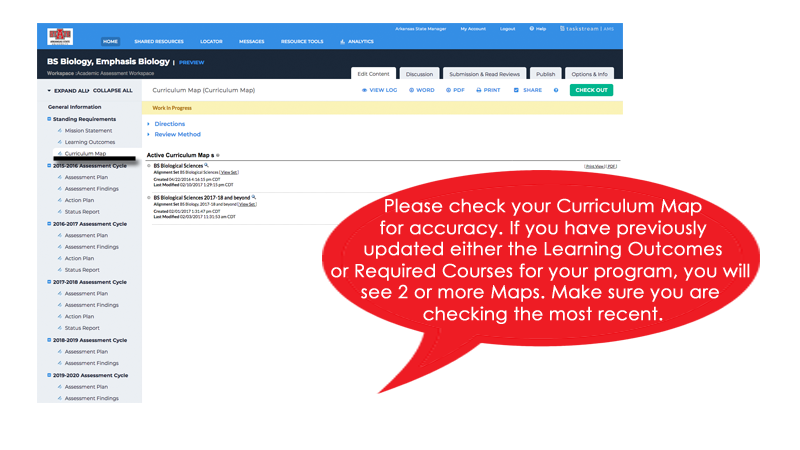 Arkansas State Manager My Account Logout Help taskstream
HOME SHARED RESOURCES LOCATOR MESSAGES RESOURCE TOOLS ANALYTICS
BS Biology, Emphasis Biology | PREVIEW
Workspace :Academic Assessment Workspace
Edit Content Discussion Submission & Read Reviews Publish Options & Info
EXPAND ALL COLLAPSE ALL
Curriculum Map (Curriculum Map)
VIEW LOG WORD PDF PRINT SHARE CHECK OUT
General Information
Standing Requirements
Mission Statement
Learning Outcomes
Curriculum Map
2015-2016 Assessment Cycle
Assessment Plan
Assessment Findings
Action Plan
Status Report
2016-2017 Assessment Cycle
Assessment Plan
Assessment Findings
Action Plan
Status Report
2017-2018 Assessment Cycle
Assessment Plan
Assessment Findings
Action Plan
Status Report
2018-2019 Assessment Cycle
Assessment Plan
Assessment Findings
2019-2020 Assessment Cycle
Assessment Plan
Assessment Findings
Work In Progress
Directions
Review Method
Active Curriculum Map s
BS Biological Sciences
[ Print View | PDF ]
Alignment Set BS Biological Sciences [ View Set ]
Created 04/22/2016 4:16:15 pm CDT
Last Modified 02/10/2017 1:29:15 pm CDT
BS Biological Sciences 2017-18 and beyond
Alignment Set BS Biology, 2017-18 and beyond [ View Set ]
Created 02/01/2017 1:31:47 pm CDT
Last Modified 02/03/2017 11:31:53 am CDT
Please check your Curriculum Map
for accuracy. If you have previously
updated either the Learning Outcomes
or Required Courses for your program, you will
see 2 or more Maps. Make sure you are
checking the most recent.